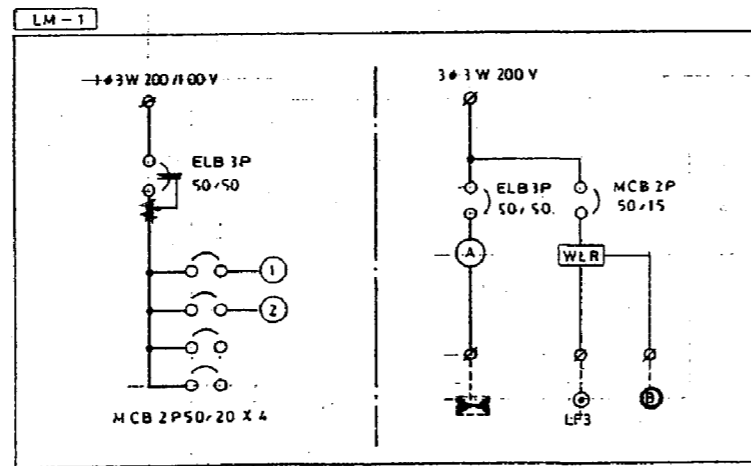 LM-1
1φ3W 200/100V
ELB 3P
50/50
1
2
MCB 2P50/20 X 4
3φ3W 200V
ELB 3P
50/50
MCB 2P
50/15
A
WLR
LF3
B